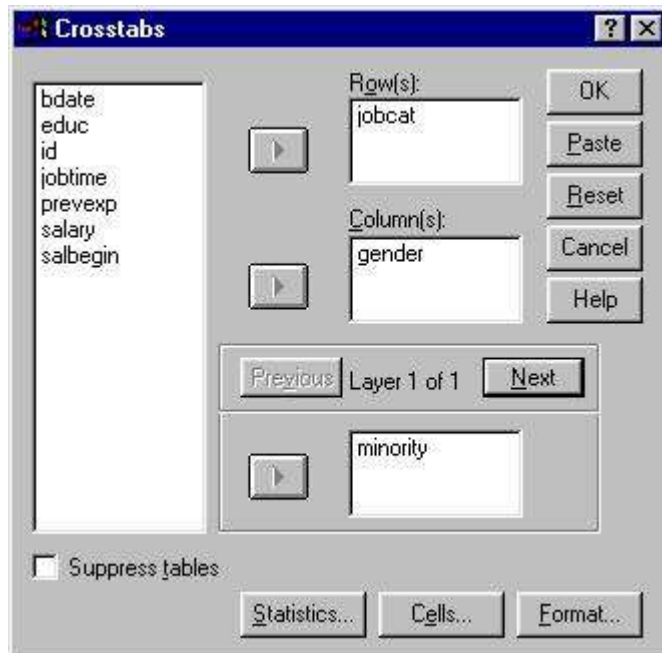 Crosstabs
bdate
educ
id
jobtime
prevexp
salary
salbegin
Row(s):
jobcat
Column(s):
gender
Previous
Layer 1 of 1
Next
minority
OK
Paste
Reset
Cancel
Help
Suppress tables
Statistics...
Cells...
Format...